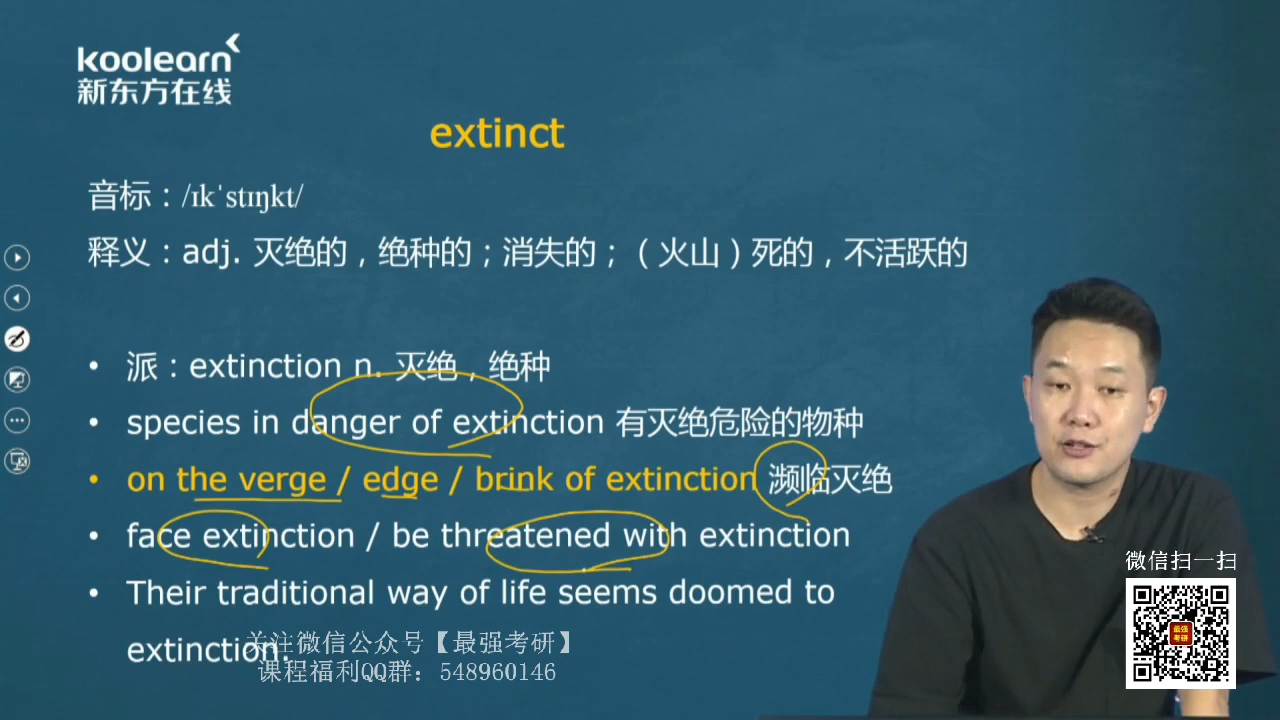 koolearn
新东方在线
extinct
音标：/ɪkˈstɪŋkt/
释义：adj. 灭绝的，绝种的；消失的；（火山）死的，不活跃的
• 派：extinction n. 灭绝，绝种
• species in danger of extinction 有灭绝危险的物种
• on the verge / edge / brink of extinction 濒临灭绝
• face extinction / be threatened with extinction
• Their traditional way of life seems doomed to
extinction.
关注微信公众号【最强考研】
课程福利QQ群：548960146
微信扫一扫
最强
考研